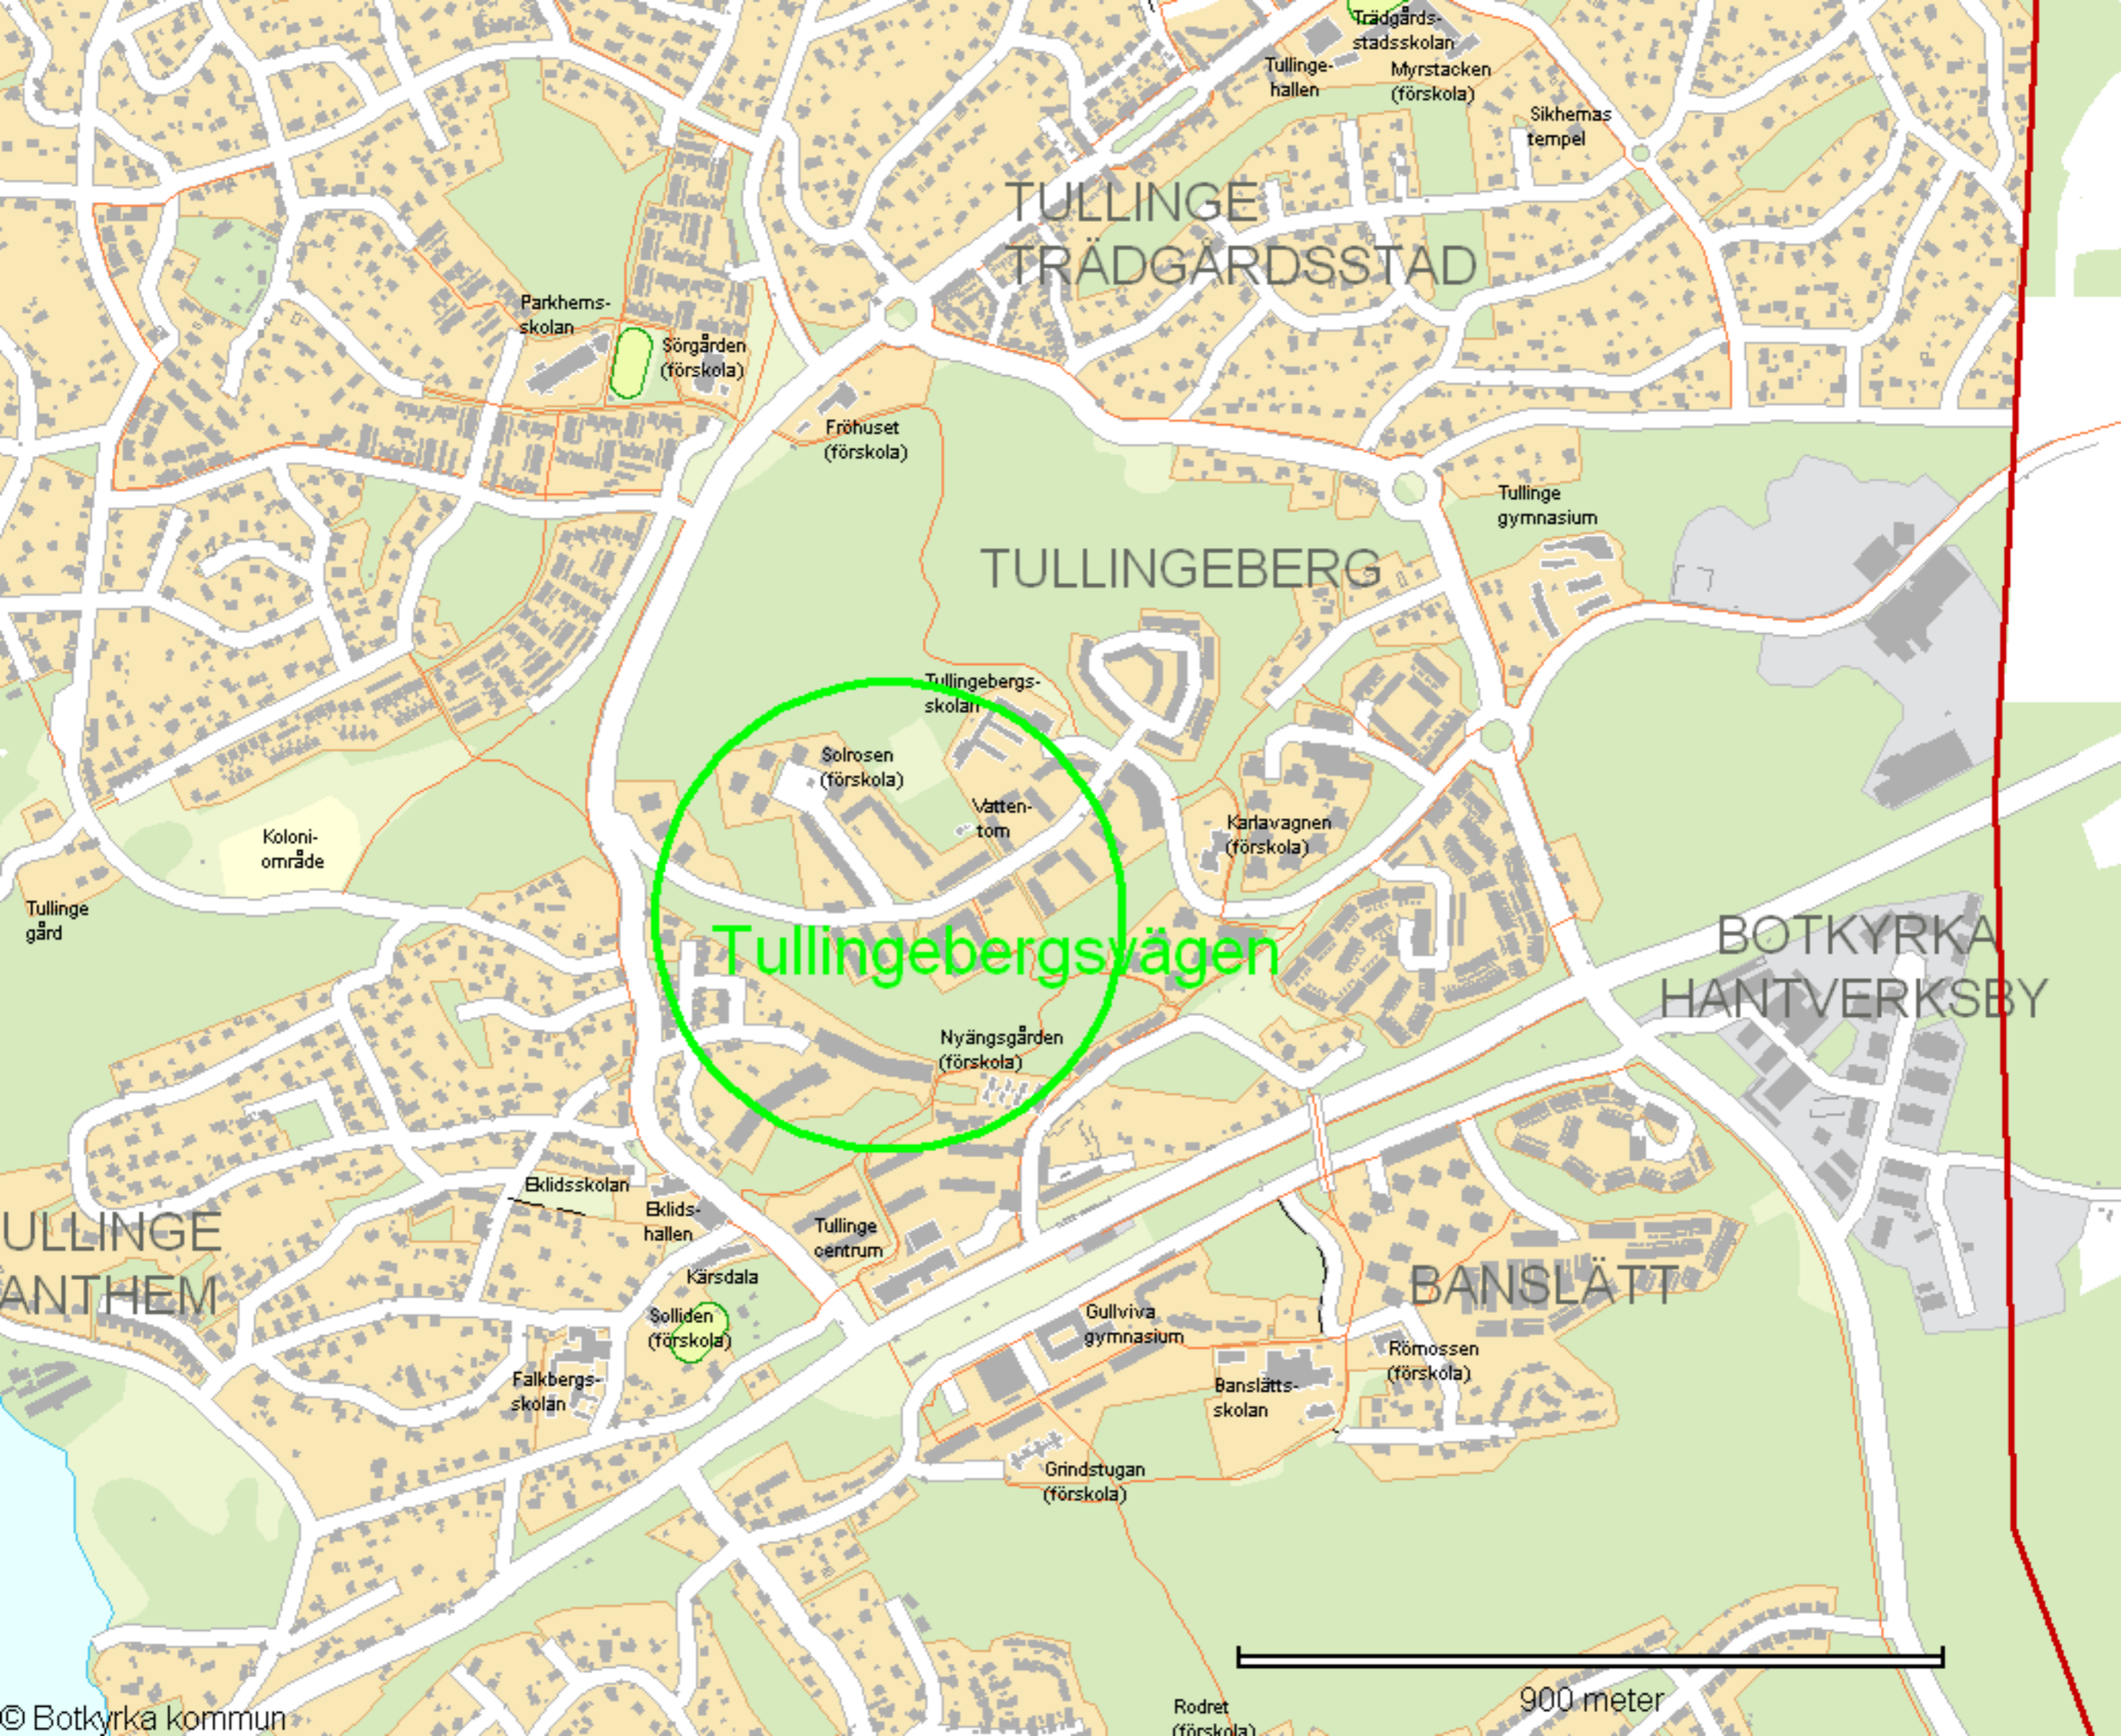 Trädgårds-
stadsskolan
Tullinge-
hallen
Myrstacken
(förskola)
Sikhernas
tempel
TULLINGE
TRÄDGÅRDSSTAD
Parkhems-
skolan
Sörgården
(förskola)
Fröhuset
(förskola)
Tullinge
gymnasium
TULLINGEBERG
Tullingebergs-
skolan
Solrosen
(förskola)
Vatten-
torn
Karlavagnen
(förskola)
Koloni-
område
Tullinge
gård
Tullingebergsvägen
BOTKYRKA
HANTVERKSBY
Nyängsgården
(förskola)
Eklidsskolan
Eklids-
hallen
Tullinge
centrum
ULLINGE
ANTHEM
Kärsdala
Solliden
(förskola)
BANSLÄTT
Gullviva
gymnasium
Römossen
(förskola)
Falkbergs-
skolan
Banslätts-
skolan
Grindstugan
(förskola)
900 meter
Rodret
(förskola)
© Botkyrka kommun